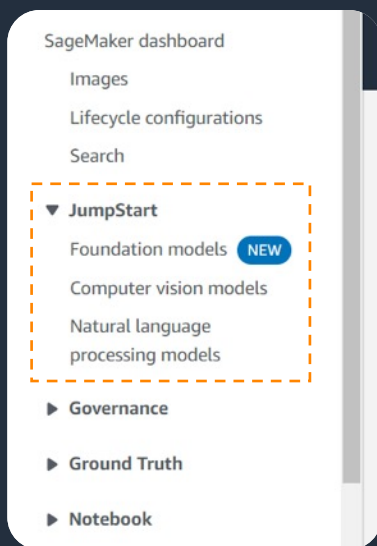 SageMaker dashboard
Images
Lifecycle configurations
Search
JumpStart
Foundation models NEW
Computer vision models
Natural language
processing models
Governance
Ground Truth
Notebook